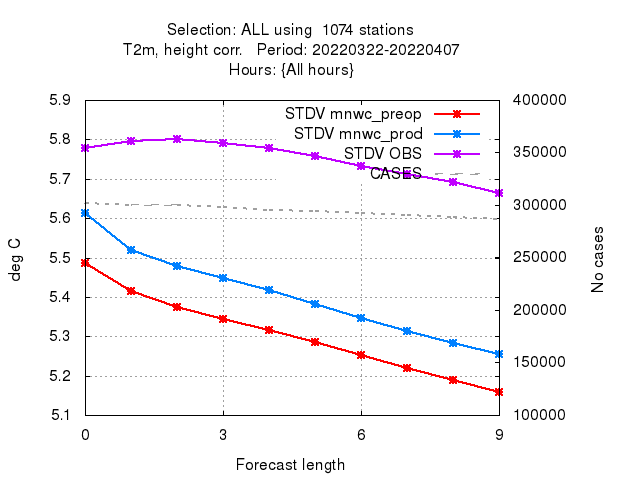 Selection: ALL using  1074 stations
T2m, height corr.   Period: 20220322-20220407
Hours: {All hours}
5.9
5.8
5.7
5.6
5.5
5.4
5.3
5.2
5.1
deg C
STDV mnwc_preop
STDV mnwc_prod
STDV OBS
CASES
400000
350000
300000
250000
200000
150000
100000
No cases
0
3
6
9
Forecast length